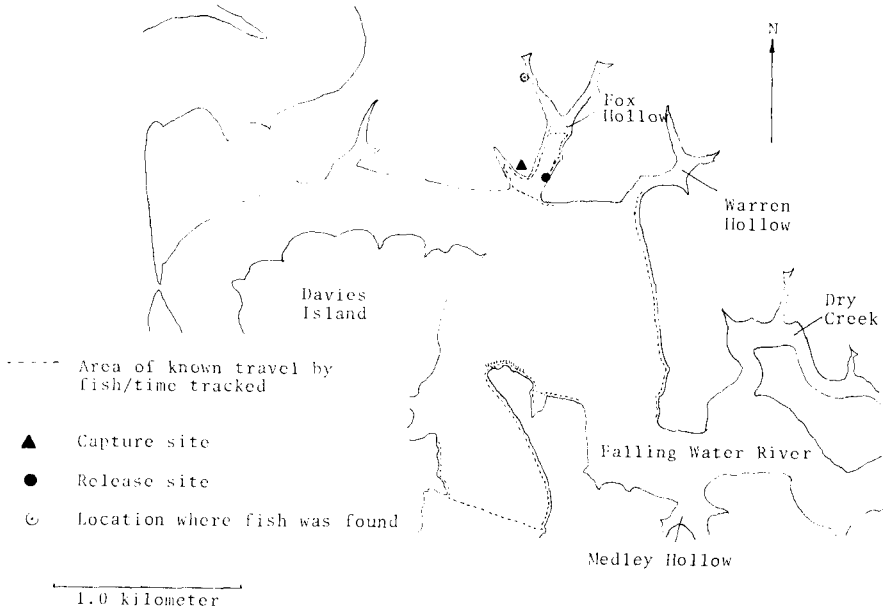 N
Fox
Hollow
Warren
Hollow
Davies
Island
Dry
Creek
Area of known travel by
fish/time tracked
Capture site
Release site
Falling Water River
Location where fish was found
Medley Hollow
1.0 kilometer